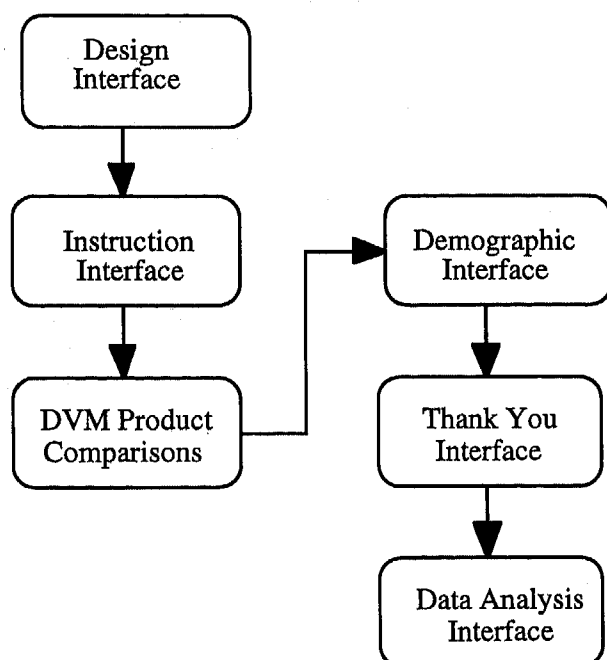 Design
Interface
Instruction
Interface
DVM Product
Comparisons
Demographic
Interface
Thank You
Interface
Data Analysis
Interface